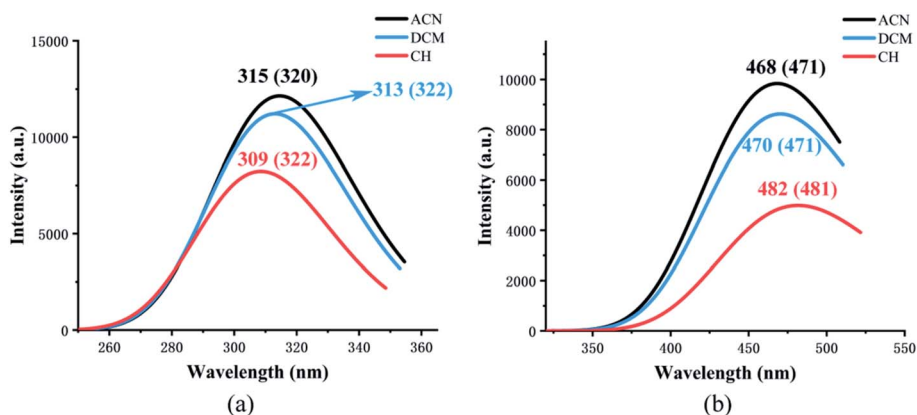 ACN
DCM
CH
15000
10000
5000
0
Intensity (a.u.)
315 (320)
313 (322)
309 (322)
260 280 300 320 340 360
Wavelength (nm)
(a)
ACN
DCM
CH
10000
8000
6000
4000
2000
0
Intensity (a.u.)
468 (471)
470 (471)
482 (481)
350 400 450 500 550
Wavelength (nm)
(b)